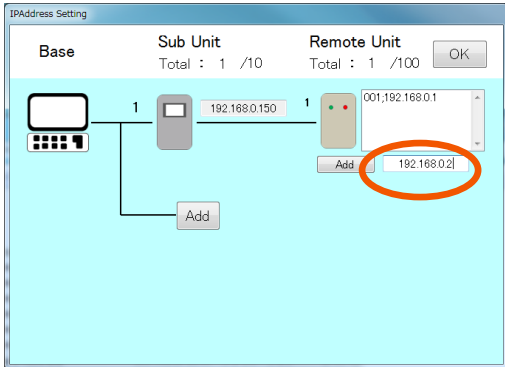 IPAddress Setting
Base
Sub Unit
Total : 1 /10
Remote Unit
Total : 1 /100
OK
1
192.168.0.150
1
001;192.168.0.1
Add
192.168.0.2
Add